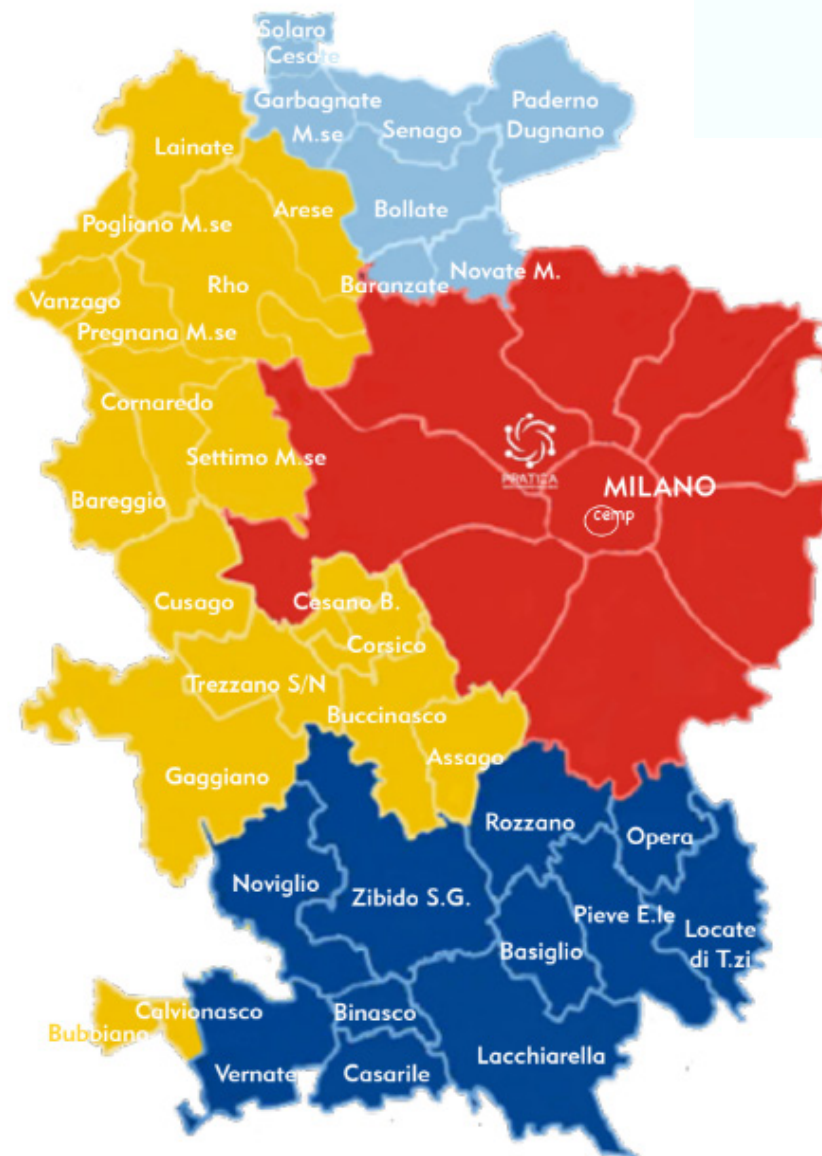 Solaro
Cesate
Garbagnate
M.se
Senago
Paderno
Dugnano
Lainate
Arese
Bollate
Pogliano M.se
Rho
Baranzate
Novate M.
Vanzago
Pregnana M.se
Cornaredo
Settimo M.se
Bareggio
PRATICA
MILANO
cemp
Cusago
Cesano B.
Corsico
Trezzano S/N
Buccinasco
Assago
Gaggiano
Rozzano
Opera
Noviglio
Zibido S.G.
Pieve E.le
Basiglio
Locate
di T.zi
Calvionasco
Bubbiano
Binasco
Vernate
Casarile
Lacchiarella